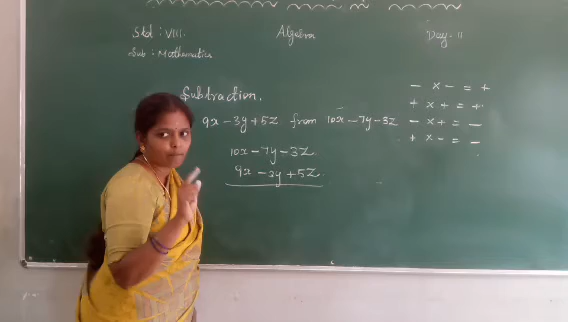 Std : VIII.
Algebra
Day - 11
Sub : Mathematics
Subtraction.
9x - 3y + 5z from 10x - 7y - 3z
10x - 7y - 3z
9x - 3y + 5z
- × - = +
+ × + = +
- × + = -
+ × - = -